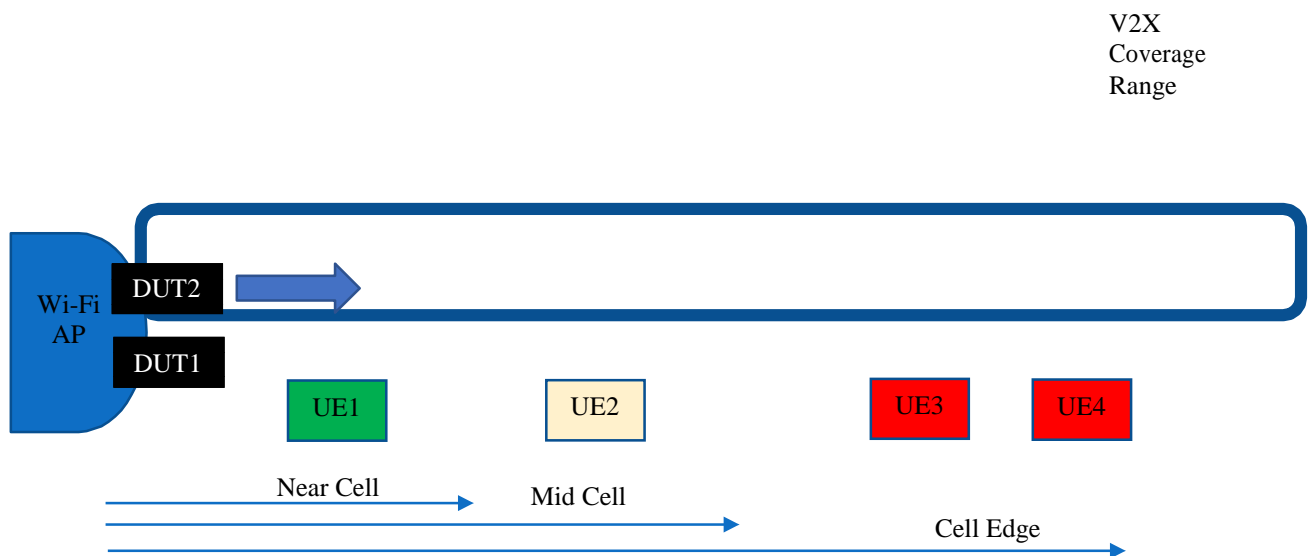 V2X
Coverage
Range
DUT2
Wi-Fi
AP
DUT1
UE1
UE2
UE3
UE4
Near Cell
Mid Cell
Cell Edge